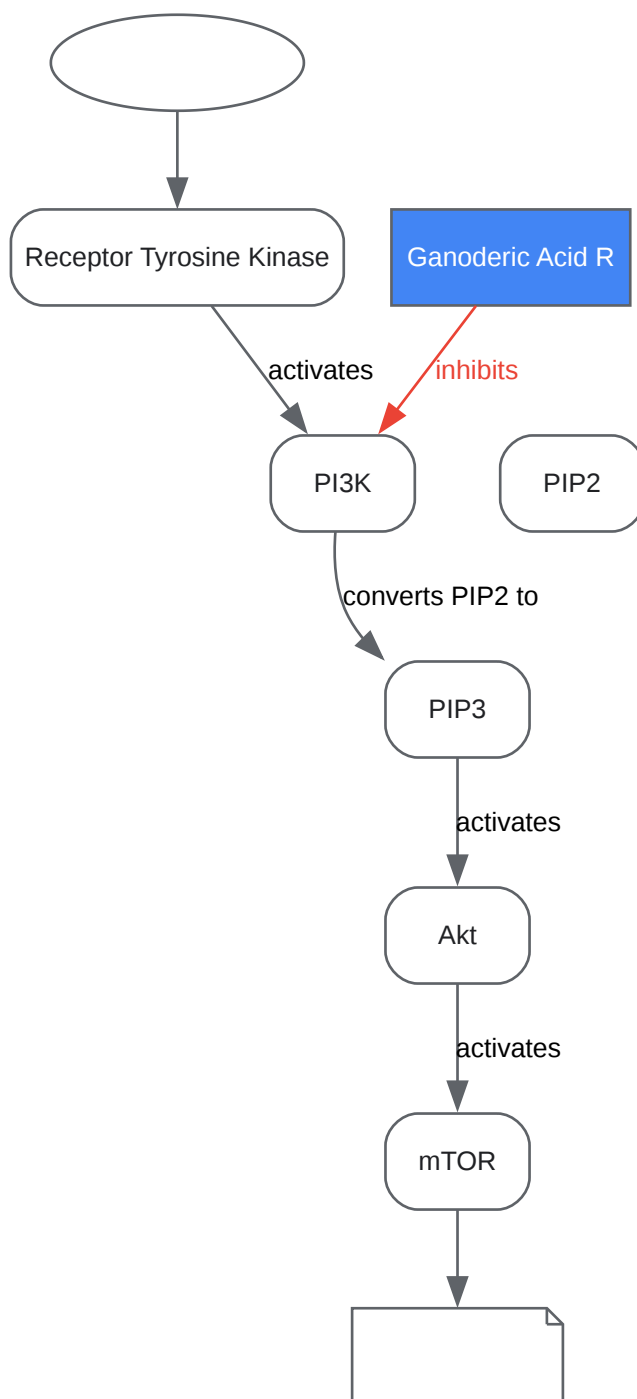 Receptor Tyrosine Kinase
Ganoderic Acid R
activates
inhibits
PI3K
PIP2
converts PIP2 to
PIP3
activates
Akt
activates
mTOR